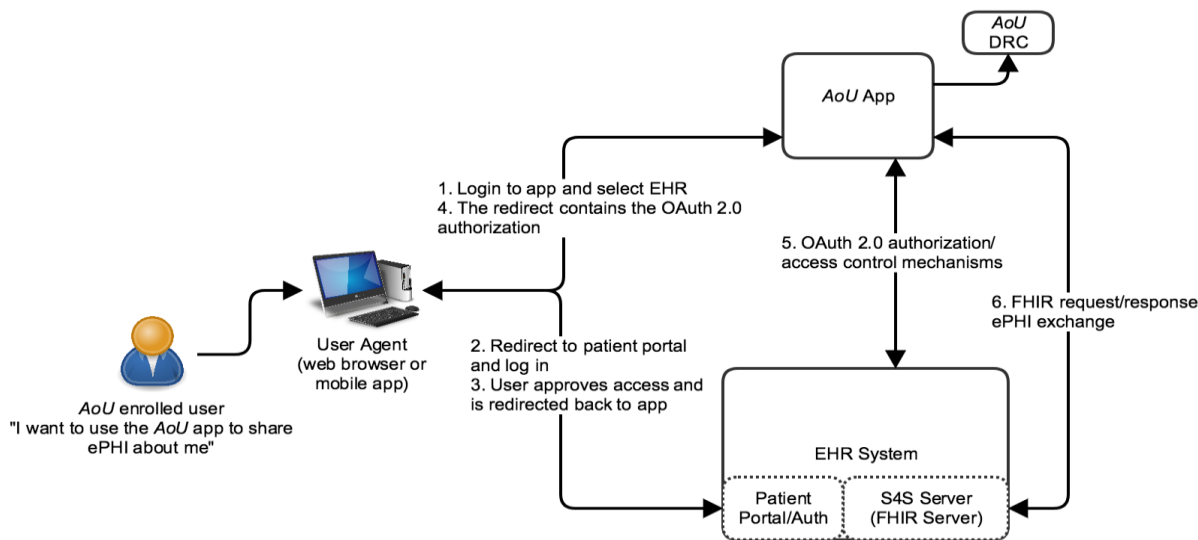 AoU
DRC
AoU App
1. Login to app and select EHR
4. The redirect contains the OAuth 2.0
authorization
5. OAuth 2.0 authorization/
access control mechanisms
6. FHIR request/response
ePHI exchange
User Agent
(web browser or
mobile app)
2. Redirect to patient portal
and log in
3. User approves access and
is redirected back to app
AoU enrolled user
"I want to use the AoU app to share
ePHI about me"
EHR System
Patient
Portal/Auth
S4S Server
(FHIR Server)